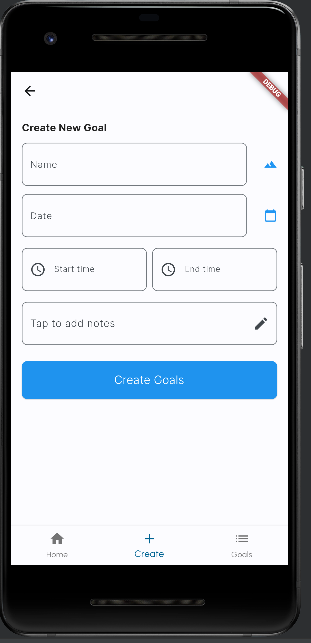 DEBUG
Create New Goal
Name
Date
Start time
End time
Tap to add notes
Create Goals
Home
Create
Goals